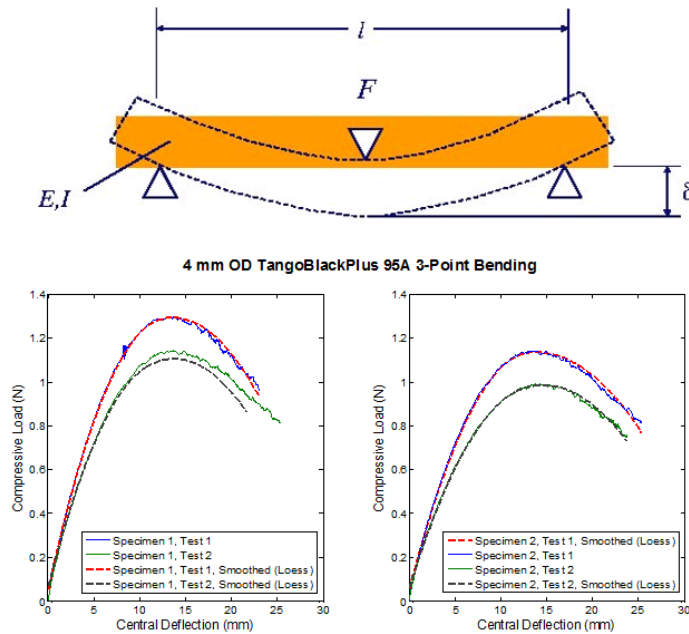 l
F
E,I
δ
4 mm OD TangoBlackPlus 95A 3-Point Bending
1.4
1.2
1
0.8
0.6
0.4
0.2
0
Compressive Load (N)
Specimen 1, Test 1
Specimen 1, Test 2
Specimen 1, Test 1, Smoothed (Loess)
Specimen 1, Test 2, Smoothed (Loess)
0 5 10 15 20 25 30
Central Deflection (mm)
1.4
1.2
1
0.8
0.6
0.4
0.2
0
Compressive Load (N)
Specimen 2, Test 1, Smoothed (Loess)
Specimen 2, Test 1
Specimen 2, Test 2
Specimen 2, Test 2, Smoothed (Loess)
0 5 10 15 20 25 30
Central Deflection (mm)